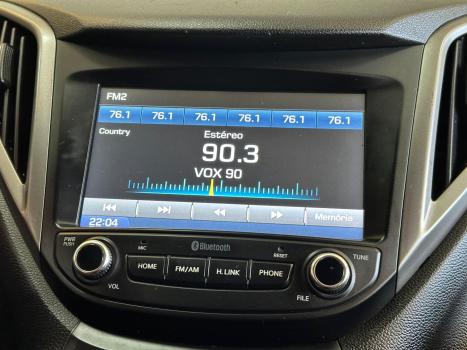 FM2
76.1 76.1 76.1 76.1 76.1 76.1
Country
Estéreo
90.3
VOX 90
Memória
22:04
PWR
PUSH
MIC
Bluetooth
RESET
TUNE
HOME FM/AM H.LINK PHONE
VOL
FILE